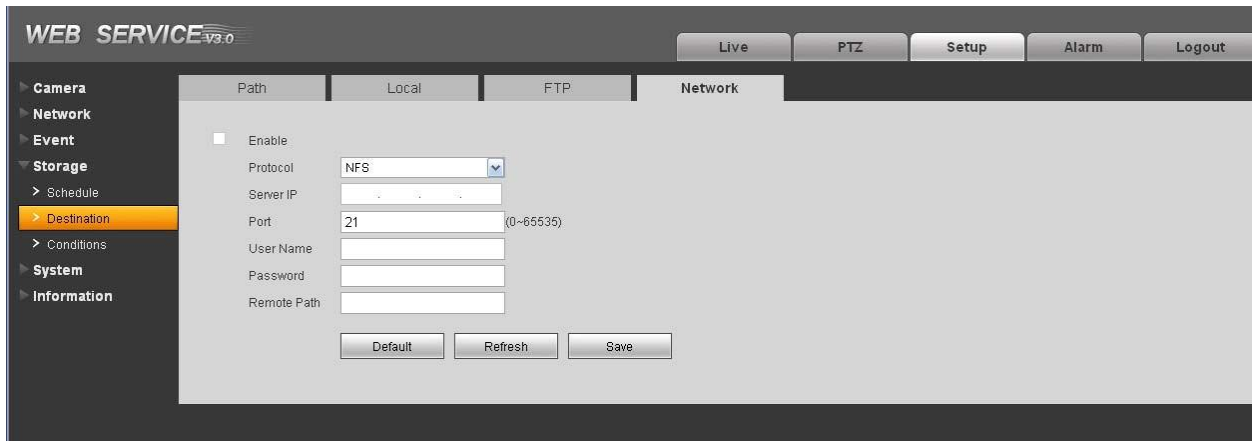 WEB SERVICE V3.0
Live PTZ Setup Alarm Logout
Camera
Network
Event
Storage
> Schedule
> Destination
> Conditions
System
Information
Path Local FTP Network
Enable
Protocol NFS
Server IP . . .
Port 21 (0~65535)
User Name
Password
Remote Path
Default Refresh Save